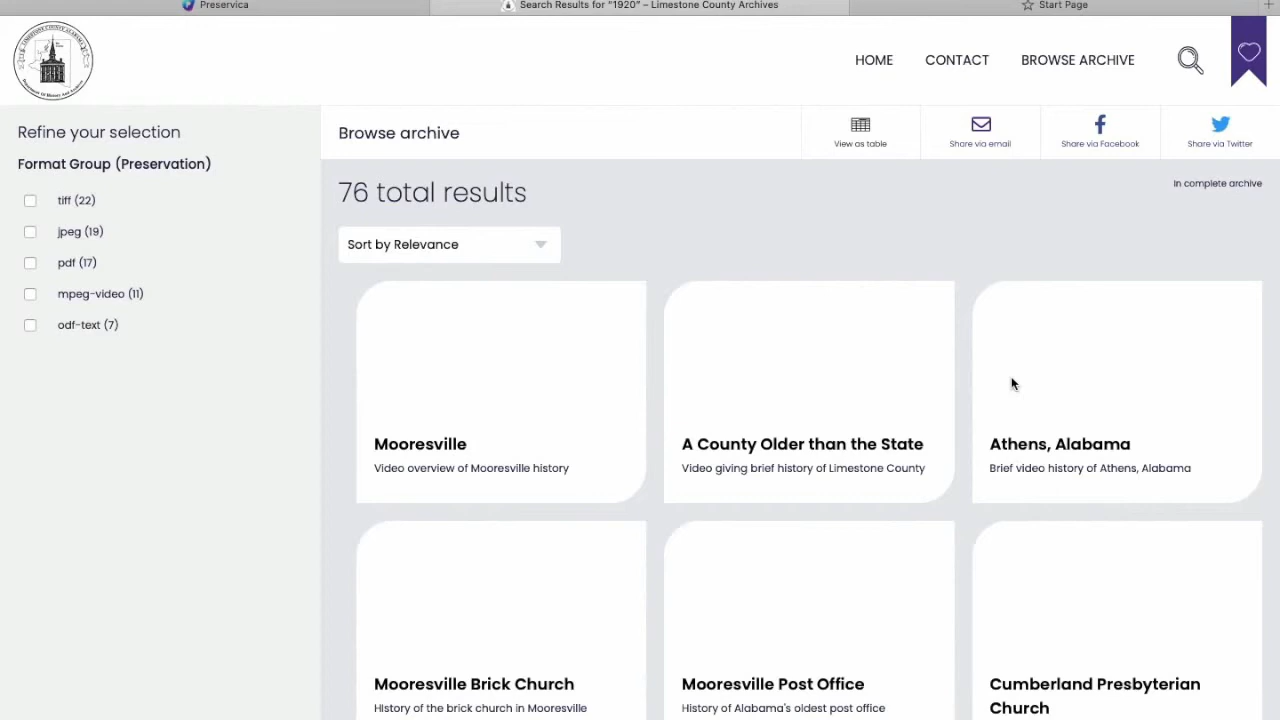 Preservica
Search Results for "1920" – Limestone County Archives
Start Page
HOME
CONTACT
BROWSE ARCHIVE
Refine your selection
Format Group (Preservation)
tiff (22)
jpeg (19)
pdf (17)
mpeg-video (11)
odf-text (7)
Browse archive
View as table
Share via email
Share via Facebook
Share via Twitter
76 total results
In complete archive
Sort by Relevance
Mooresville
Video overview of Mooresville history
A County Older than the State
Video giving brief history of Limestone County
Athens, Alabama
Brief video history of Athens, Alabama
Mooresville Brick Church
History of the brick church in Mooresville
Mooresville Post Office
History of Alabama's oldest post office
Cumberland Presbyterian
Church